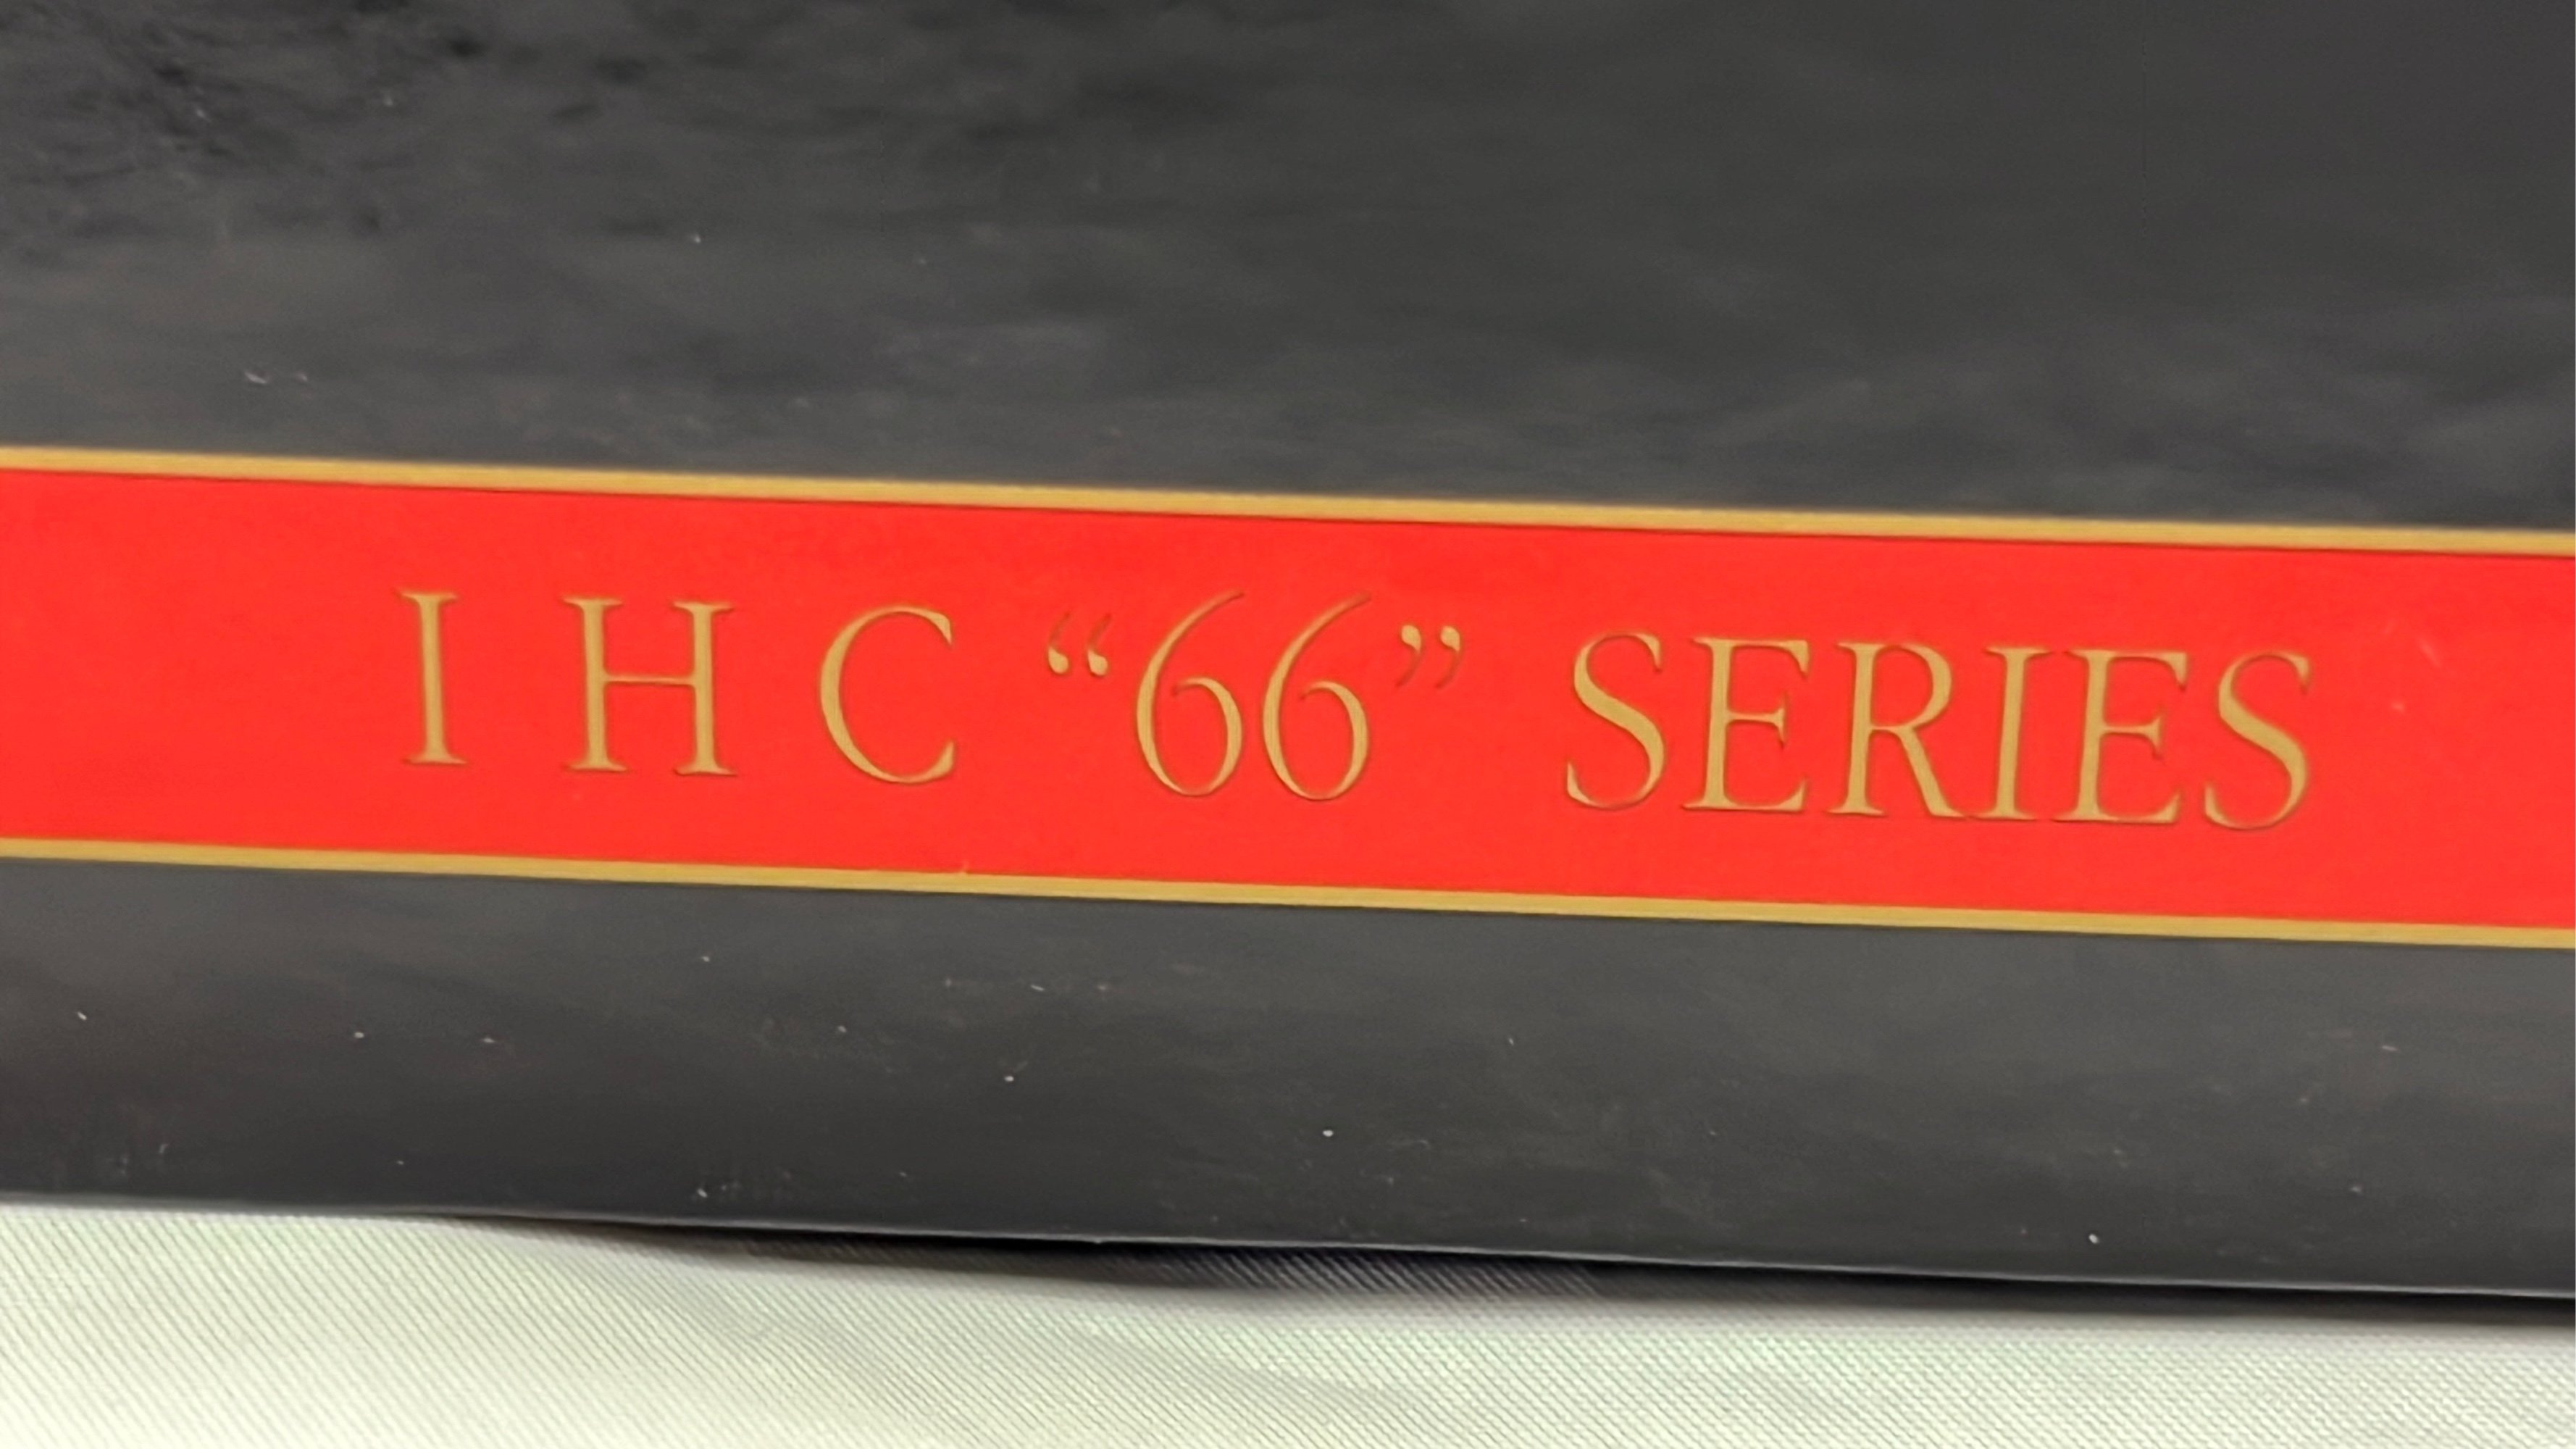 I H C “66” SERIES